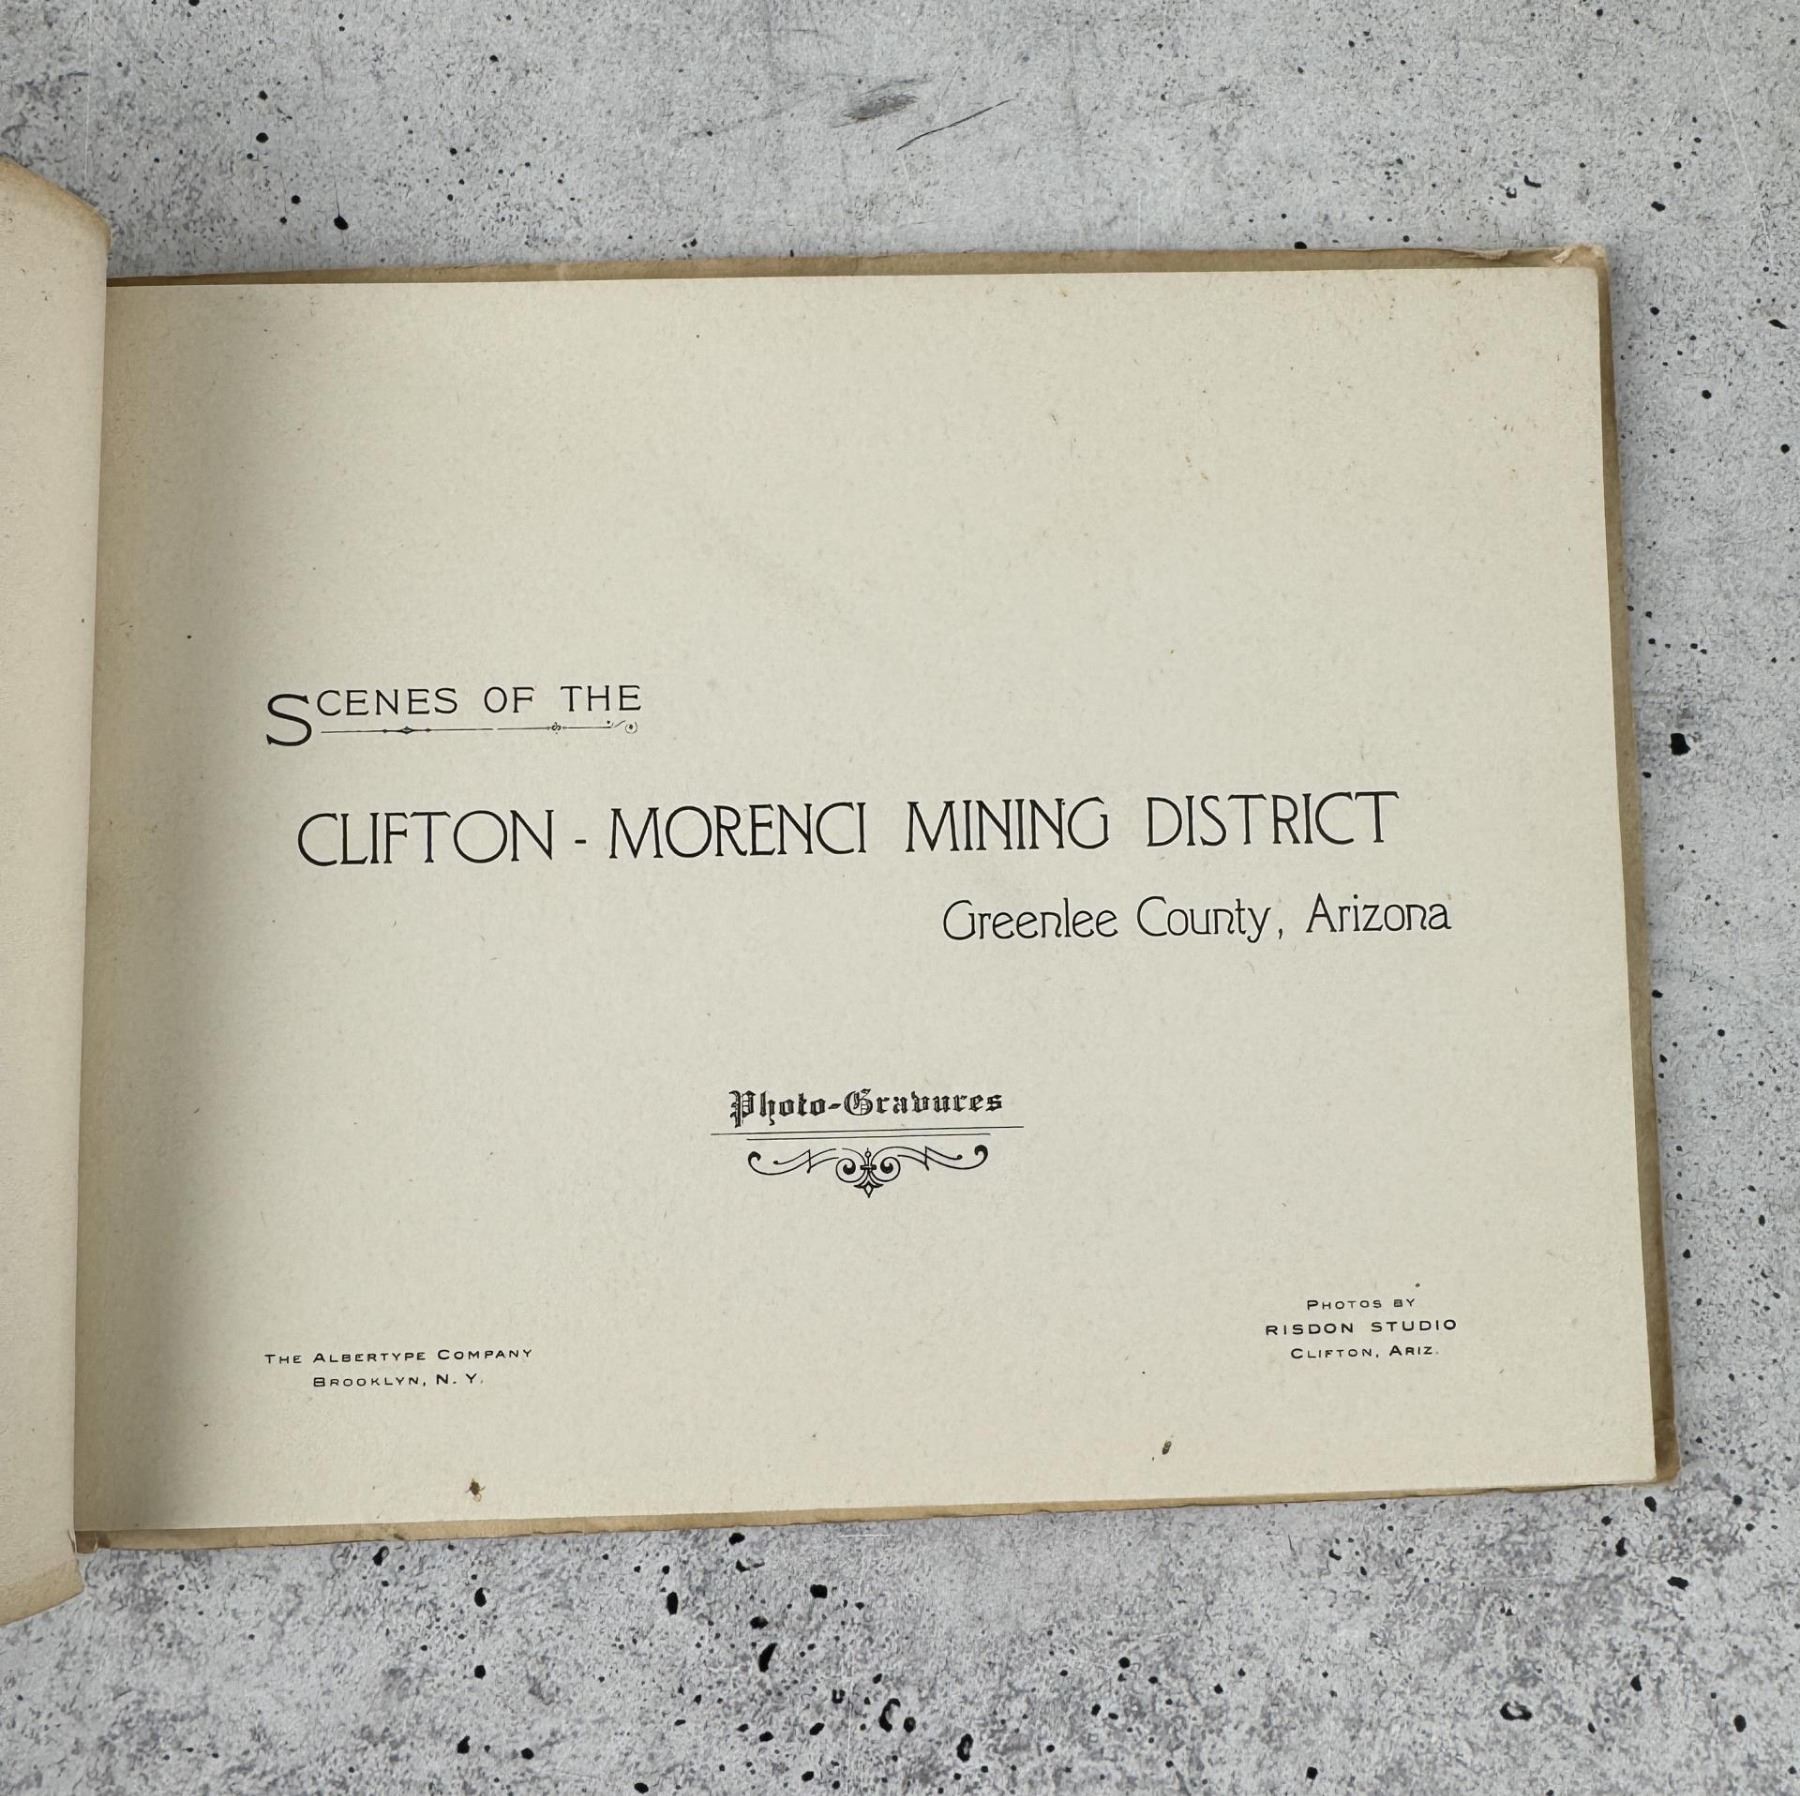 SCENES OF THE
CLIFTON - MORENCI MINING DISTRICT
Greenlee County, Arizona
Photo-Gravures
THE ALBERTYPE COMPANY
BROOKLYN, N. Y.
PHOTOS BY
RISDON STUDIO
CLIFTON, ARIZ.